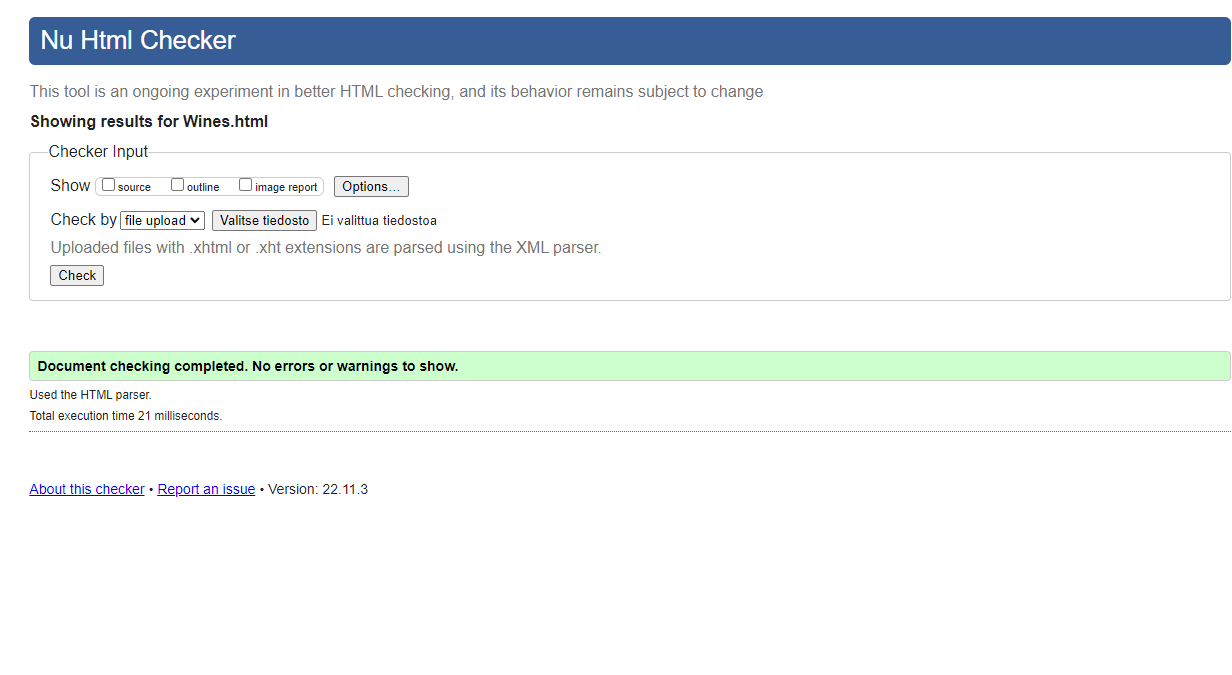 Nu Html Checker
This tool is an ongoing experiment in better HTML checking, and its behavior remains subject to change
Showing results for Wines.html
Checker Input
Show source outline image report Options...
Check by file upload Valitse tiedosto Ei valittua tiedostoa
Uploaded files with .xhtml or .xht extensions are parsed using the XML parser.
Check
Document checking completed. No errors or warnings to show.
Used the HTML parser.
Total execution time 21 milliseconds.
About this checker • Report an issue • Version: 22.11.3